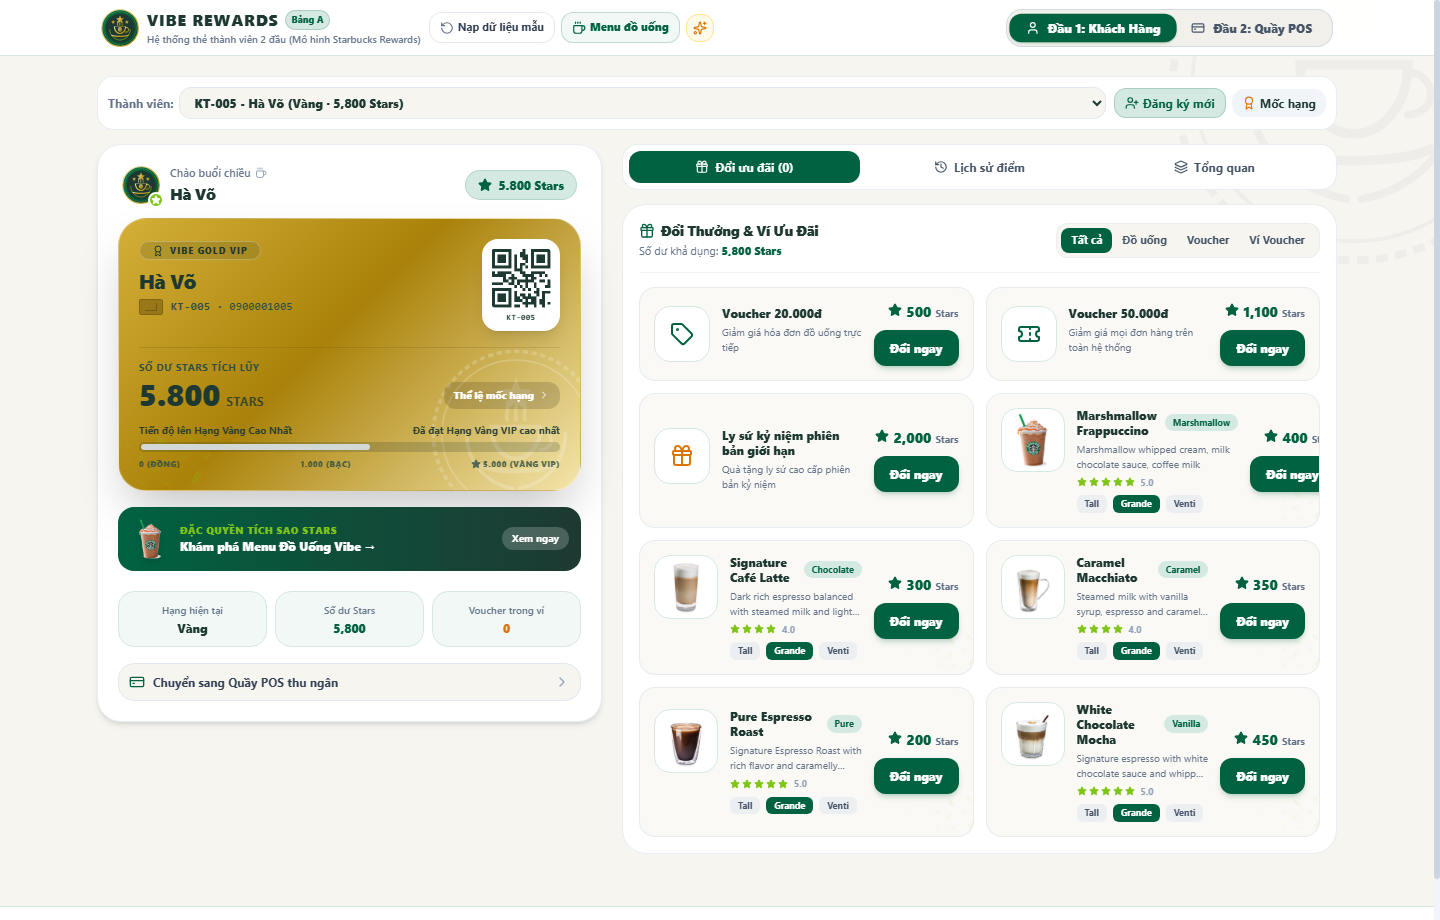 VIBE REWARDS
Bảng A
Hệ thống thẻ thành viên 2 đầu (Mô hình Starbucks Rewards)
Nạp dữ liệu mẫu
Menu đồ uống
Đầu 1: Khách Hàng
Đầu 2: Quầy POS
Thành viên:
KT-005 - Hà Võ (Vàng · 5,800 Stars)
Đăng ký mới
Mốc hạng
Chào buổi chiều
Hà Võ
5.800 Stars
VIBE GOLD VIP
Hà Võ
KT-005 · 0900001005
KT-005
SỐ DƯ STARS TÍCH LŨY
5.800 STARS
Thể lệ mốc hạng
Tiến độ lên Hạng Vàng Cao Nhất
Đã đạt Hạng Vàng VIP cao nhất
0 (ĐỒNG)
1.000 (BẠC)
5.000 (VÀNG VIP)
ĐẶC QUYỀN TÍCH SAO STARS
Khám phá Menu Đồ Uống Vibe →
Xem ngay
Hạng hiện tại
Vàng
Số dư Stars
5,800
Voucher trong ví
0
Chuyển sang Quầy POS thu ngân
Đổi ưu đãi (0)
Lịch sử điểm
Tổng quan
Đổi Thưởng & Ví Ưu Đãi
Số dư khả dụng: 5,800 Stars
Tất cả
Đồ uống
Voucher
Ví Voucher
Voucher 20.000đ
Giảm giá hóa đơn đồ uống trực
tiếp
500 Stars
Đổi ngay
Voucher 50.000đ
Giảm giá mọi đơn hàng trên
toàn hệ thống
1,100 Stars
Đổi ngay
Ly sứ kỷ niệm phiên
bản giới hạn
Quà tặng ly sứ cao cấp phiên
bản kỷ niệm
2,000 Stars
Đổi ngay
Marshmallow
Frappuccino
Marshmallow
Marshmallow whipped cream, milk
chocolate sauce, coffee milk
5.0
Tall
Grande
Venti
400 St
Đổi ngay
Signature
Café Latte
Chocolate
Dark rich espresso balanced
with steamed milk and light...
4.0
Tall
Grande
Venti
300 Stars
Đổi ngay
Caramel
Macchiato
Caramel
Steamed milk with vanilla
syrup, espresso and caramel...
4.0
Tall
Grande
Venti
350 Stars
Đổi ngay
Pure Espresso
Roast
Pure
Signature Espresso Roast with
rich flavor and caramelly...
5.0
Tall
Grande
Venti
200 Stars
Đổi ngay
White
Chocolate
Mocha
Vanilla
Signature espresso with white
chocolate sauce and whipp...
5.0
Tall
Grande
Venti
450 Stars
Đổi ngay